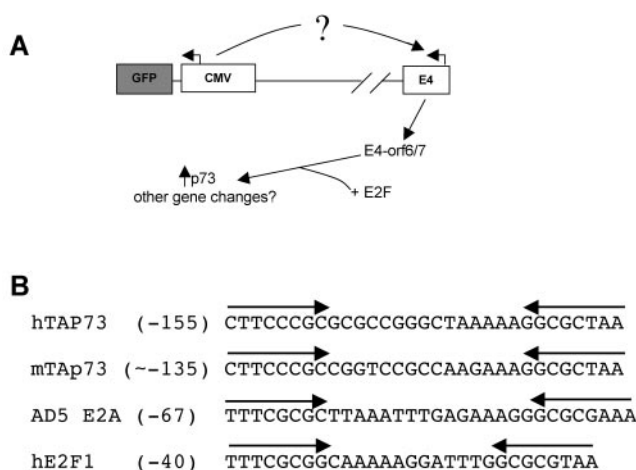 A
?
GFP
CMV
E4
E4-orf6/7
p73
other gene changes?
+ E2F
B
hTAP73 (-155) CTTCCCGCGCGCCGGGCTAAAAAGGCGCTAA
mTAp73 (~-135) CTTCCCGCCGGTCCGCCAAGAAAGGCGCTAA
AD5 E2A (-67) TTTCGCGCTTAAATTTGAGAAAGGGCGCGAAA
hE2F1 (-40) TTTCGCGGCAAAAAGGATTTGGCGCGTAA